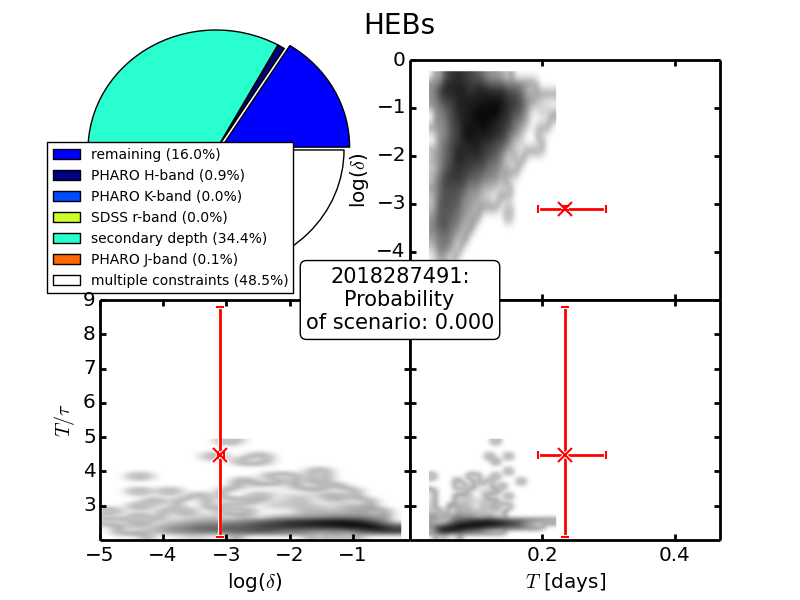 HEBs
remaining (16.0%)
PHARO H-band (0.9%)
PHARO K-band (0.0%)
SDSS r-band (0.0%)
secondary depth (34.4%)
PHARO J-band (0.1%)
multiple constraints (48.5%)
0
−1
−2
−3
−4
log(δ)
2018287491:
Probability
of scenario: 0.000
9
8
7
6
5
4
3
T/τ
−5 −4 −3 −2 −1
log(δ)
0.2 0.4
T [days]